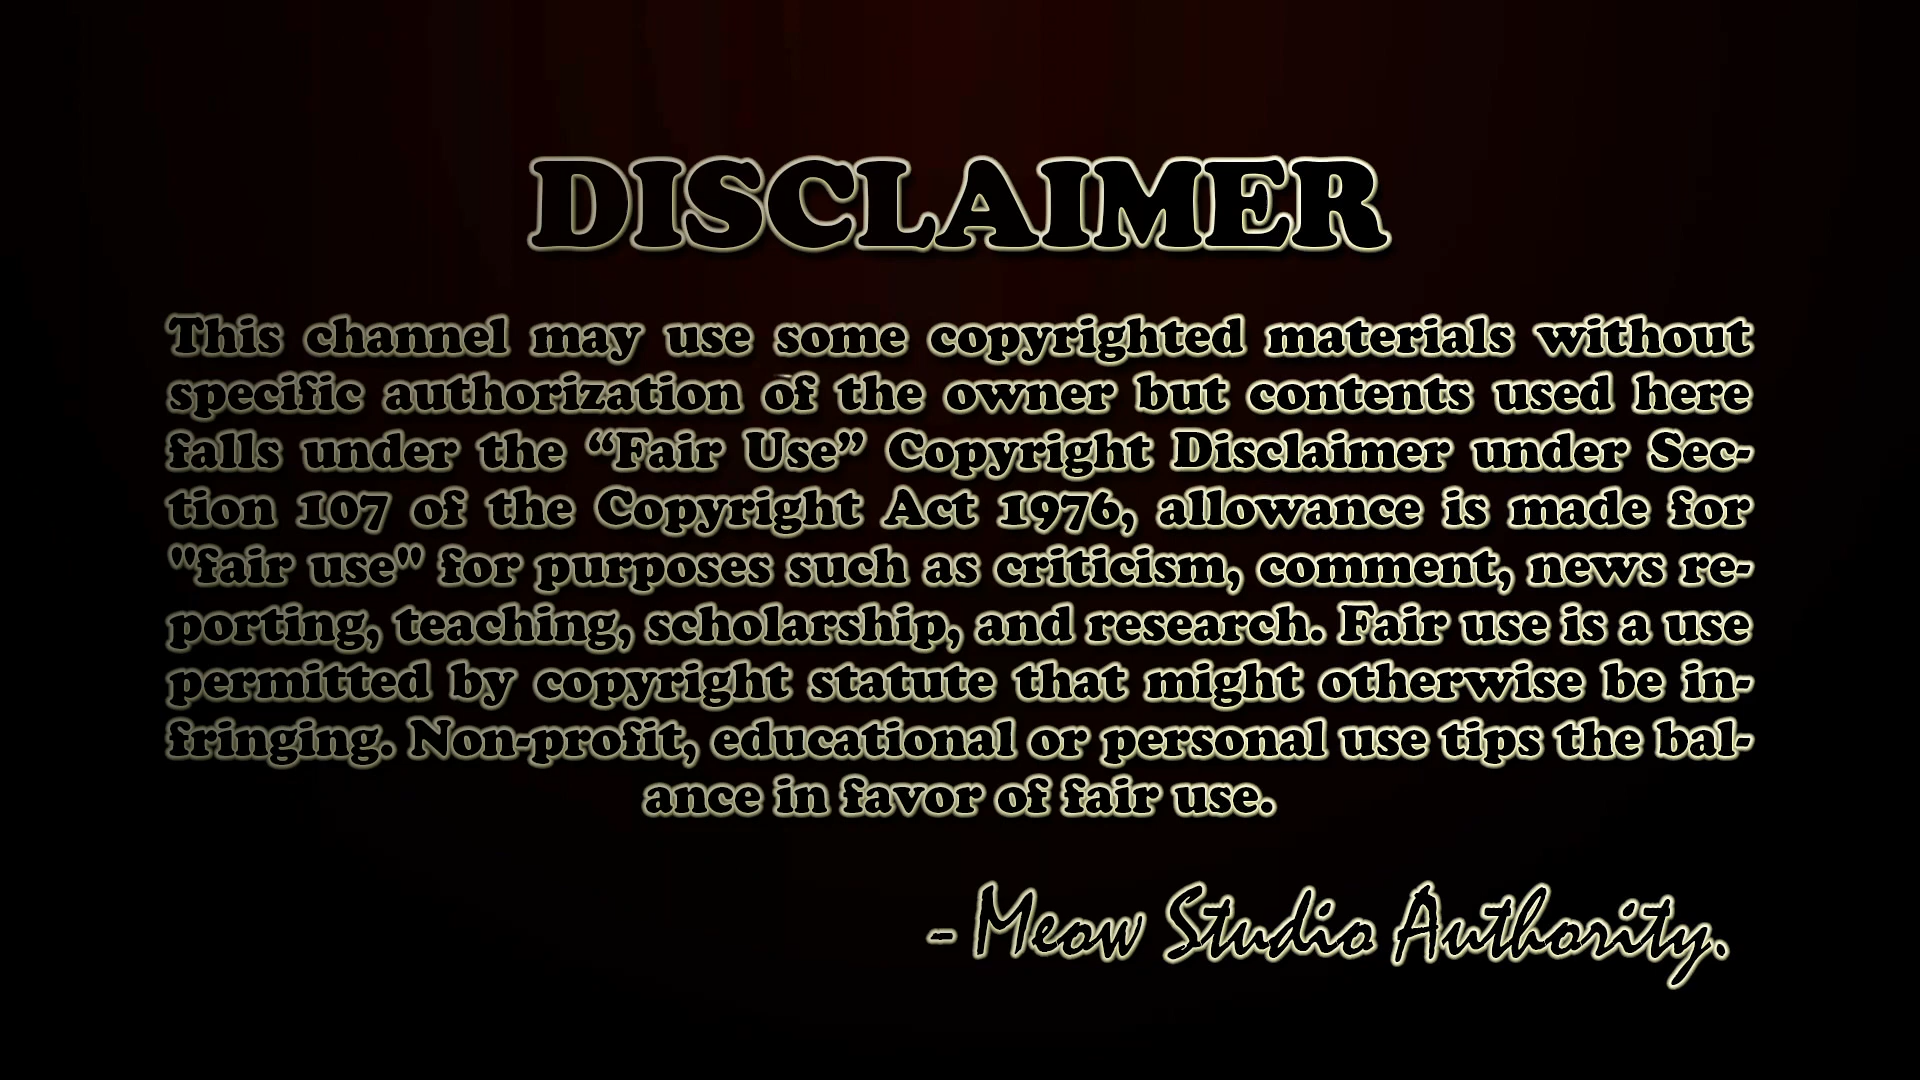 DISCLAIMER
This channel may use some copyrighted materials without
specific authorization of the owner but contents used here
falls under the “Fair Use” Copyright Disclaimer under Sec-
tion 107 of the Copyright Act 1976, allowance is made for
"fair use" for purposes such as criticism, comment, news re-
porting, teaching, scholarship, and research. Fair use is a use
permitted by copyright statute that might otherwise be in-
fringing. Non-profit, educational or personal use tips the bal-
ance in favor of fair use.
- Meow Studio Authority.